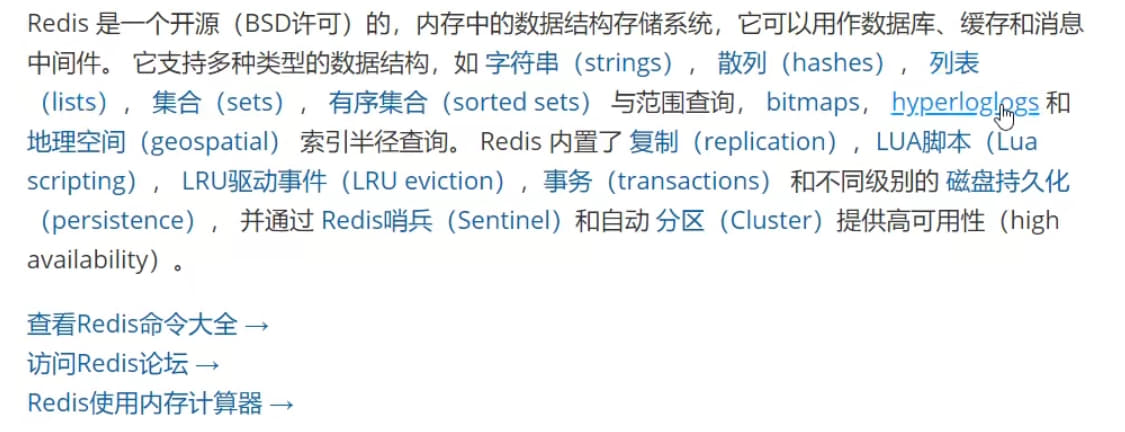 Redis 是一个开源（BSD许可）的，内存中的数据结构存储系统，它可以用作数据库、缓存和消息
中间件。 它支持多种类型的数据结构，如 字符串（strings）， 散列（hashes）， 列表
（lists）， 集合（sets）， 有序集合（sorted sets） 与范围查询， bitmaps， hyperloglogs 和
地理空间（geospatial） 索引半径查询。 Redis 内置了 复制（replication），LUA脚本（Lua
scripting）， LRU驱动事件（LRU eviction），事务（transactions） 和不同级别的 磁盘持久化
（persistence）， 并通过 Redis哨兵（Sentinel）和自动 分区（Cluster）提供高可用性（high
availability）。
查看Redis命令大全 →
访问Redis论坛 →
Redis使用内存计算器 →